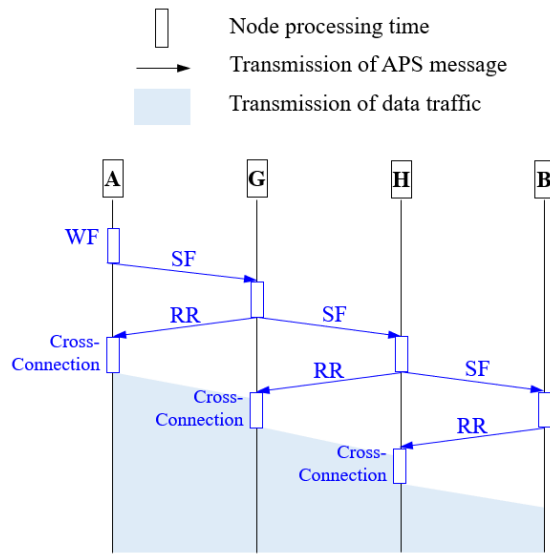 Node processing time
Transmission of APS message
Transmission of data traffic
A
G
H
B
WF
SF
RR
SF
Cross-
Connection
RR
SF
Cross-
Connection
RR
Cross-
Connection